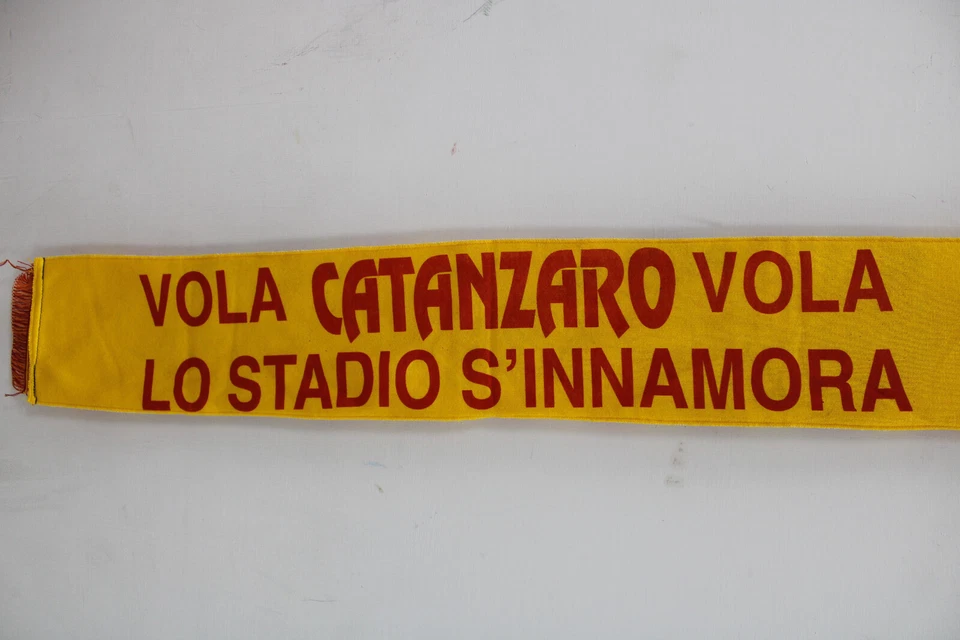 VOLA CATANZARO VOLA
LO STADIO S'INNAMORA